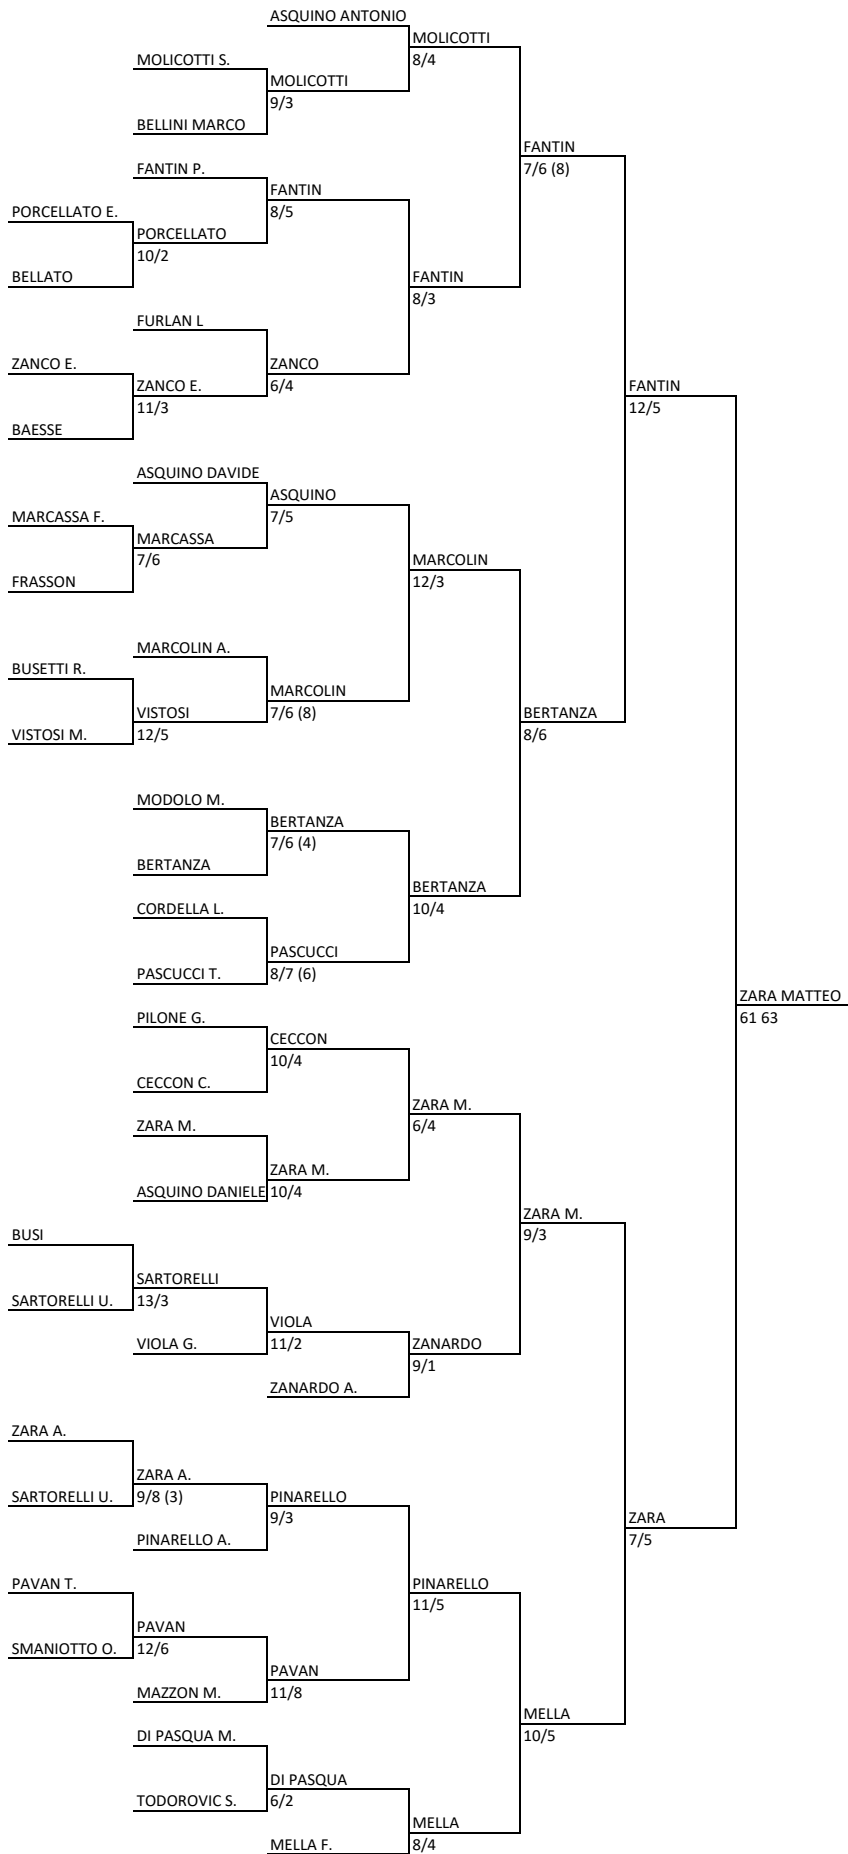 ASQUINO ANTONIO
MOLICOTTI
MOLICOTTI S.
8/4
MOLICOTTI
9/3
BELLINI MARCO
FANTIN
FANTIN P.
7/6 (8)
FANTIN
PORCELLATO E.
8/5
PORCELLATO
10/2
BELLATO
FANTIN
8/3
FURLAN L
ZANCO E.
ZANCO
ZANCO E.
6/4
FANTIN
11/3
12/5
BAESSE
ASQUINO DAVIDE
ASQUINO
MARCASSA F.
7/5
MARCASSA
7/6
MARCOLIN
FRASSON
12/3
MARCOLIN A.
BUSETTI R.
MARCOLIN
VISTOSI
7/6 (8)
BERTANZA
VISTOSI M.
12/5
8/6
MODOLO M.
BERTANZA
7/6 (4)
BERTANZA
BERTANZA
CORDELLA L.
10/4
PASCUCCI
PASCUCCI T.
8/7 (6)
ZARA MATTEO
PILONE G.
61 63
CECCON
10/4
CECCON C.
ZARA M.
ZARA M.
6/4
ZARA M.
ASQUINO DANIELE
10/4
ZARA M.
BUSI
9/3
SARTORELLI
SARTORELLI U.
13/3
VIOLA
VIOLA G.
11/2
ZANARDO
9/1
ZANARDO A.
ZARA A.
ZARA A.
SARTORELLI U.
9/8 (3)
PINARELLO
9/3
ZARA
PINARELLO A.
7/5
PAVAN T.
PINARELLO
11/5
PAVAN
SMANIOTTO O.
12/6
PAVAN
MAZZON M.
11/8
MELLA
DI PASQUA M.
10/5
DI PASQUA
TODOROVIC S.
6/2
MELLA
MELLA F.
8/4